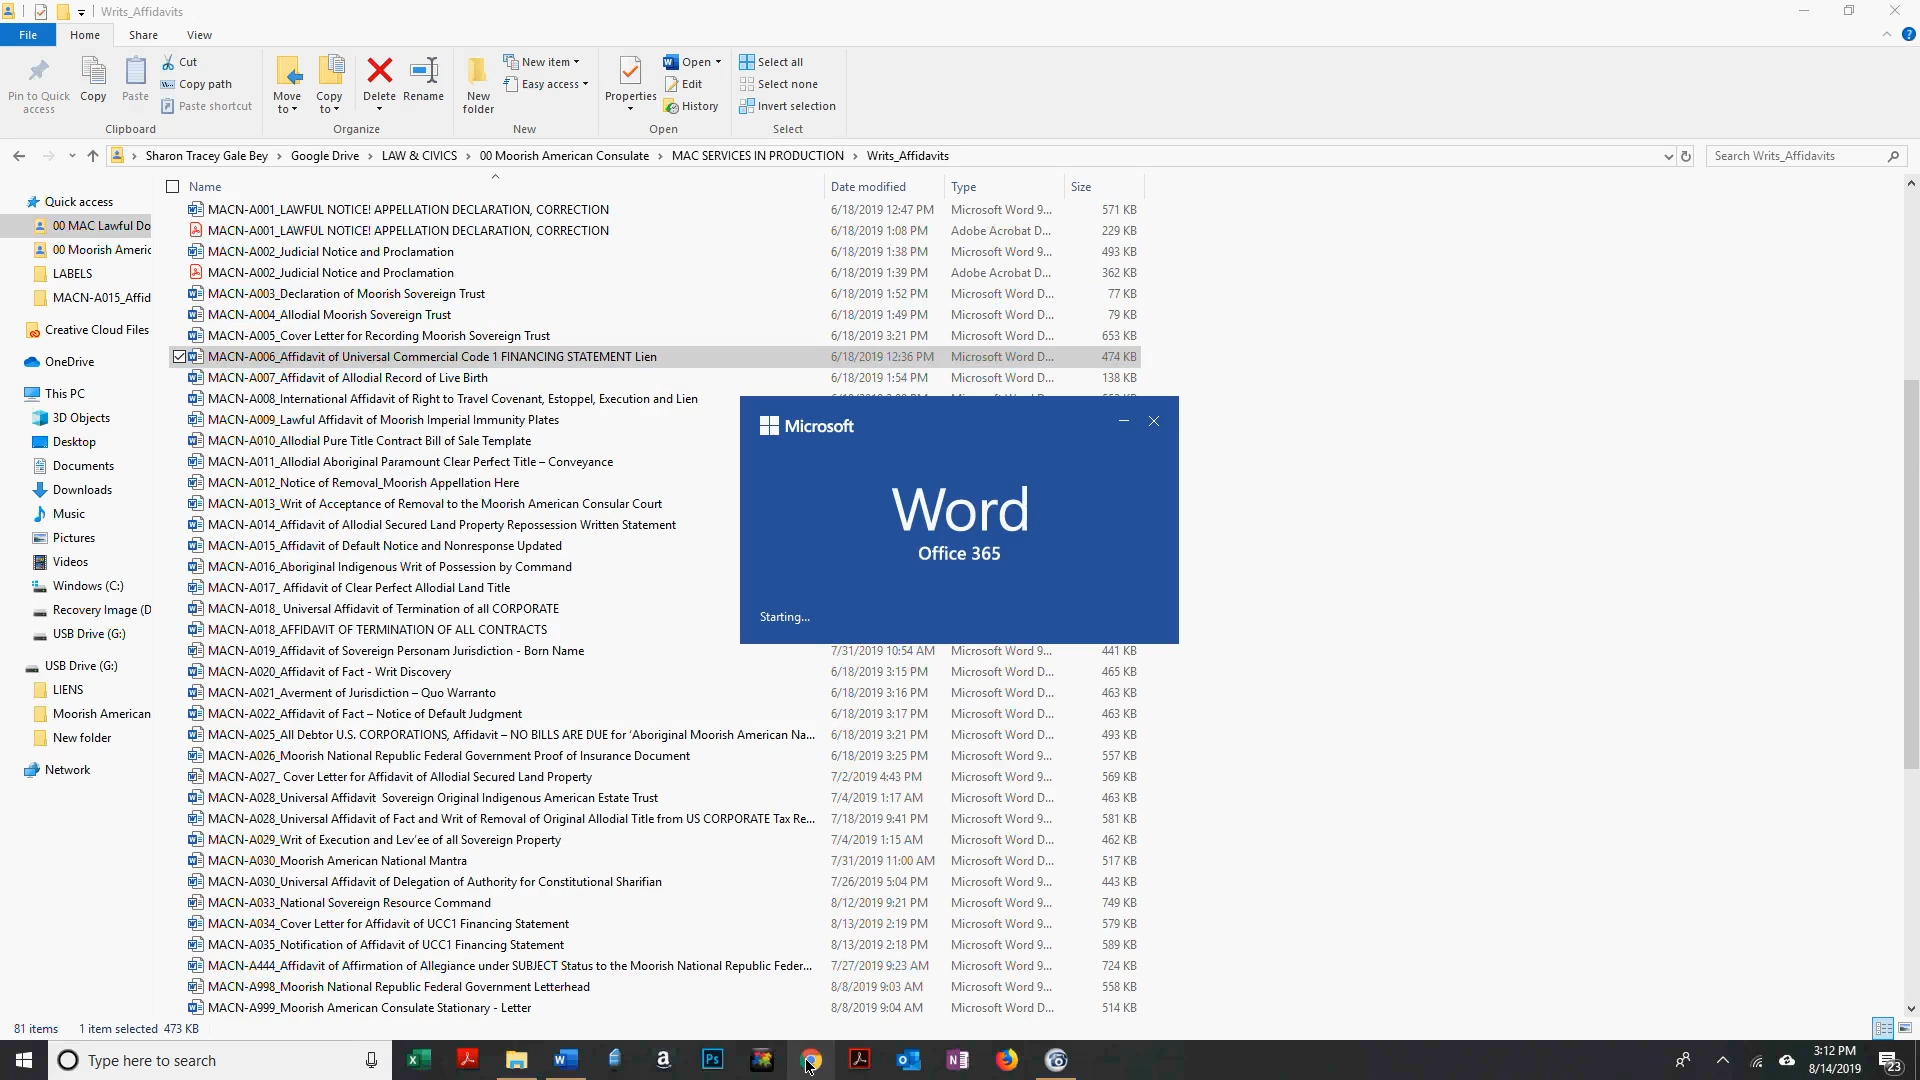 Writs_Affidavits
File Home Share View
Pin to Quick access
Copy
Paste
Cut
Copy path
Paste shortcut
Clipboard
Move to
Copy to
Delete
Rename
Organize
New folder
New item
Easy access
New
Properties
Open
Edit
History
Open
Select all
Select none
Invert selection
Select
Sharon Tracey Gale Bey > Google Drive > LAW & CIVICS > 00 Moorish American Consulate > MAC SERVICES IN PRODUCTION > Writs_Affidavits
Search Writs_Affidavits
Quick access
00 MAC Lawful Do
00 Moorish Americ
LABELS
MACN-A015_Affid
Creative Cloud Files
OneDrive
This PC
3D Objects
Desktop
Documents
Downloads
Music
Pictures
Videos
Windows (C:)
Recovery Image (D
USB Drive (G:)
USB Drive (G:)
LIENS
Moorish American
New folder
Network
Name Date modified Type Size
MACN-A001_LAWFUL NOTICE! APPELLATION DECLARATION, CORRECTION 6/18/2019 12:47 PM Microsoft Word 9... 571 KB
MACN-A001_LAWFUL NOTICE! APPELLATION DECLARATION, CORRECTION 6/18/2019 1:08 PM Adobe Acrobat D... 229 KB
MACN-A002_Judicial Notice and Proclamation 6/18/2019 1:38 PM Microsoft Word 9... 493 KB
MACN-A002_Judicial Notice and Proclamation 6/18/2019 1:39 PM Adobe Acrobat D... 362 KB
MACN-A003_Declaration of Moorish Sovereign Trust 6/18/2019 1:52 PM Microsoft Word D... 77 KB
MACN-A004_Allodial Moorish Sovereign Trust 6/18/2019 1:49 PM Microsoft Word D... 79 KB
MACN-A005_Cover Letter for Recording Moorish Sovereign Trust 6/18/2019 3:21 PM Microsoft Word D... 653 KB
MACN-A006_Affidavit of Universal Commercial Code 1 FINANCING STATEMENT Lien 6/18/2019 12:36 PM Microsoft Word D... 474 KB
MACN-A007_Affidavit of Allodial Record of Live Birth 6/18/2019 1:54 PM Microsoft Word D... 138 KB
MACN-A008_International Affidavit of Right to Travel Covenant, Estoppel, Execution and Lien
MACN-A009_Lawful Affidavit of Moorish Imperial Immunity Plates
MACN-A010_Allodial Pure Title Contract Bill of Sale Template
MACN-A011_Allodial Aboriginal Paramount Clear Perfect Title – Conveyance
MACN-A012_Notice of Removal_Moorish Appellation Here
MACN-A013_Writ of Acceptance of Removal to the Moorish American Consular Court
MACN-A014_Affidavit of Allodial Secured Land Property Repossession Written Statement
MACN-A015_Affidavit of Default Notice and Nonresponse Updated
MACN-A016_Aboriginal Indigenous Writ of Possession by Command
MACN-A017_ Affidavit of Clear Perfect Allodial Land Title
MACN-A018_ Universal Affidavit of Termination of all CORPORATE
MACN-A018_AFFIDAVIT OF TERMINATION OF ALL CONTRACTS
MACN-A019_Affidavit of Sovereign Personam Jurisdiction - Born Name 7/31/2019 10:54 AM Microsoft Word 9... 441 KB
MACN-A020_Affidavit of Fact - Writ Discovery 6/18/2019 3:15 PM Microsoft Word D... 465 KB
MACN-A021_Averment of Jurisdiction – Quo Warranto 6/18/2019 3:16 PM Microsoft Word D... 463 KB
MACN-A022_Affidavit of Fact – Notice of Default Judgment 6/18/2019 3:17 PM Microsoft Word D... 463 KB
MACN-A025_All Debtor U.S. CORPORATIONS, Affidavit – NO BILLS ARE DUE for ‘Aboriginal Moorish American Na... 6/18/2019 3:21 PM Microsoft Word D... 493 KB
MACN-A026_Moorish National Republic Federal Government Proof of Insurance Document 6/18/2019 3:25 PM Microsoft Word D... 557 KB
MACN-A027_ Cover Letter for Affidavit of Allodial Secured Land Property 7/2/2019 4:43 PM Microsoft Word 9... 569 KB
MACN-A028_Universal Affidavit  Sovereign Original Indigenous American Estate Trust 7/4/2019 1:17 AM Microsoft Word D... 463 KB
MACN-A028_Universal Affidavit of Fact and Writ of Removal of Original Allodial Title from US CORPORATE Tax Re... 7/18/2019 9:41 PM Microsoft Word 9... 581 KB
MACN-A029_Writ of Execution and Lev'ee of all Sovereign Property 7/4/2019 1:15 AM Microsoft Word D... 462 KB
MACN-A030_Moorish American National Mantra 7/31/2019 11:00 AM Microsoft Word D... 517 KB
MACN-A030_Universal Affidavit of Delegation of Authority for Constitutional Sharifian 7/26/2019 5:04 PM Microsoft Word 9... 443 KB
MACN-A033_National Sovereign Resource Command 8/12/2019 9:21 PM Microsoft Word 9... 749 KB
MACN-A034_Cover Letter for Affidavit of UCC1 Financing Statement 8/13/2019 2:19 PM Microsoft Word 9... 579 KB
MACN-A035_Notification of Affidavit of UCC1 Financing Statement 8/13/2019 2:18 PM Microsoft Word 9... 589 KB
MACN-A444_Affidavit of Affirmation of Allegiance under SUBJECT Status to the Moorish National Republic Feder... 7/27/2019 9:23 AM Microsoft Word 9... 724 KB
MACN-A998_Moorish National Republic Federal Government Letterhead 8/8/2019 9:03 AM Microsoft Word 9... 558 KB
MACN-A999_Moorish American Consulate Stationary - Letter 8/8/2019 9:04 AM Microsoft Word D... 514 KB
Microsoft
Word
Office 365
Starting...
81 items 1 item selected 473 KB
Type here to search
3:12 PM
8/14/2019
23